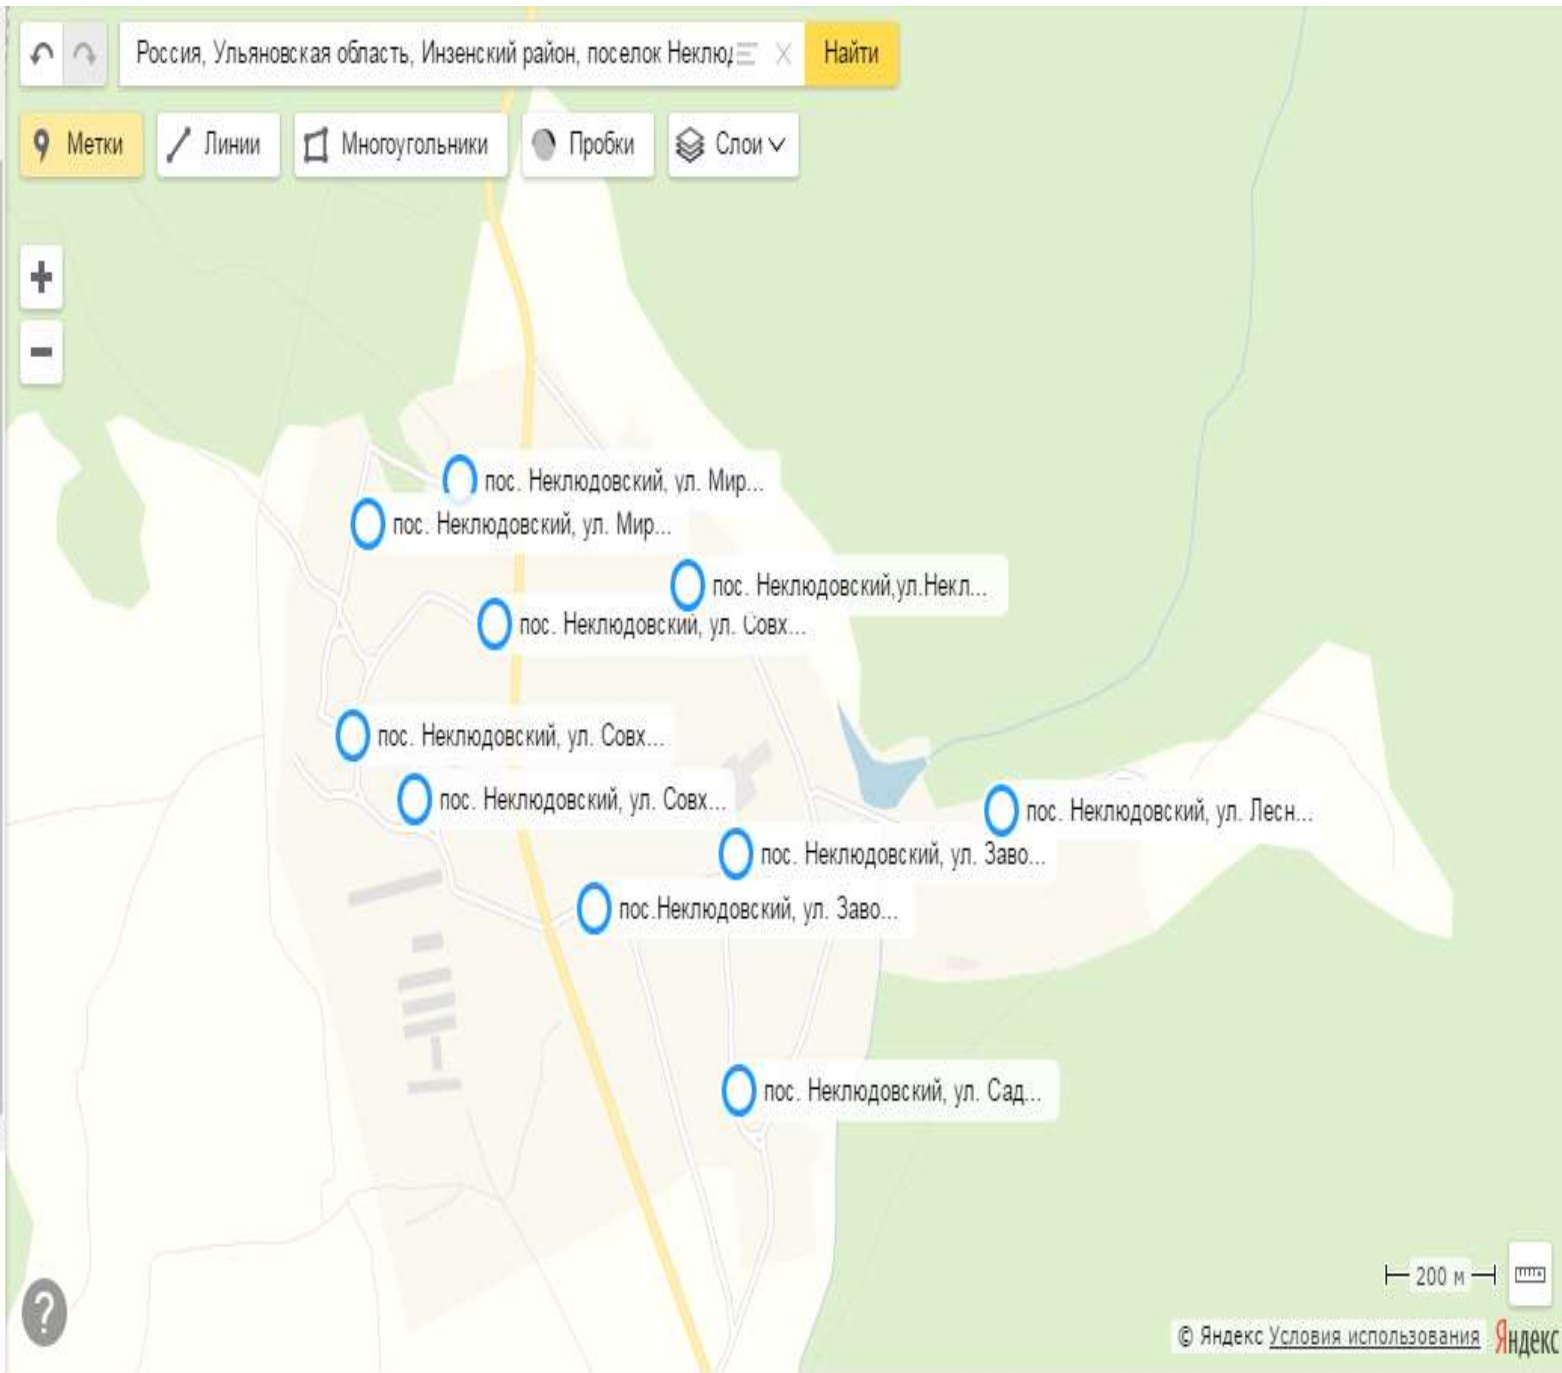 Россия, Ульяновская область, Инзенский район, поселок Неклюд
Найти
Метки
Линии
Многоугольники
Пробки
Слои
пос. Неклюдовский, ул. Мир...
пос. Неклюдовский, ул. Мир...
пос. Неклюдовский,ул.Некл...
пос. Неклюдовский, ул. Совх...
пос. Неклюдовский, ул. Совх...
пос. Неклюдовский, ул. Совх...
пос. Неклюдовский, ул. Лесн...
пос. Неклюдовский, ул. Заво...
пос.Неклюдовский, ул. Заво...
пос. Неклюдовский, ул. Сад...
200 м
?
© Яндекс Условия использования Яндекс